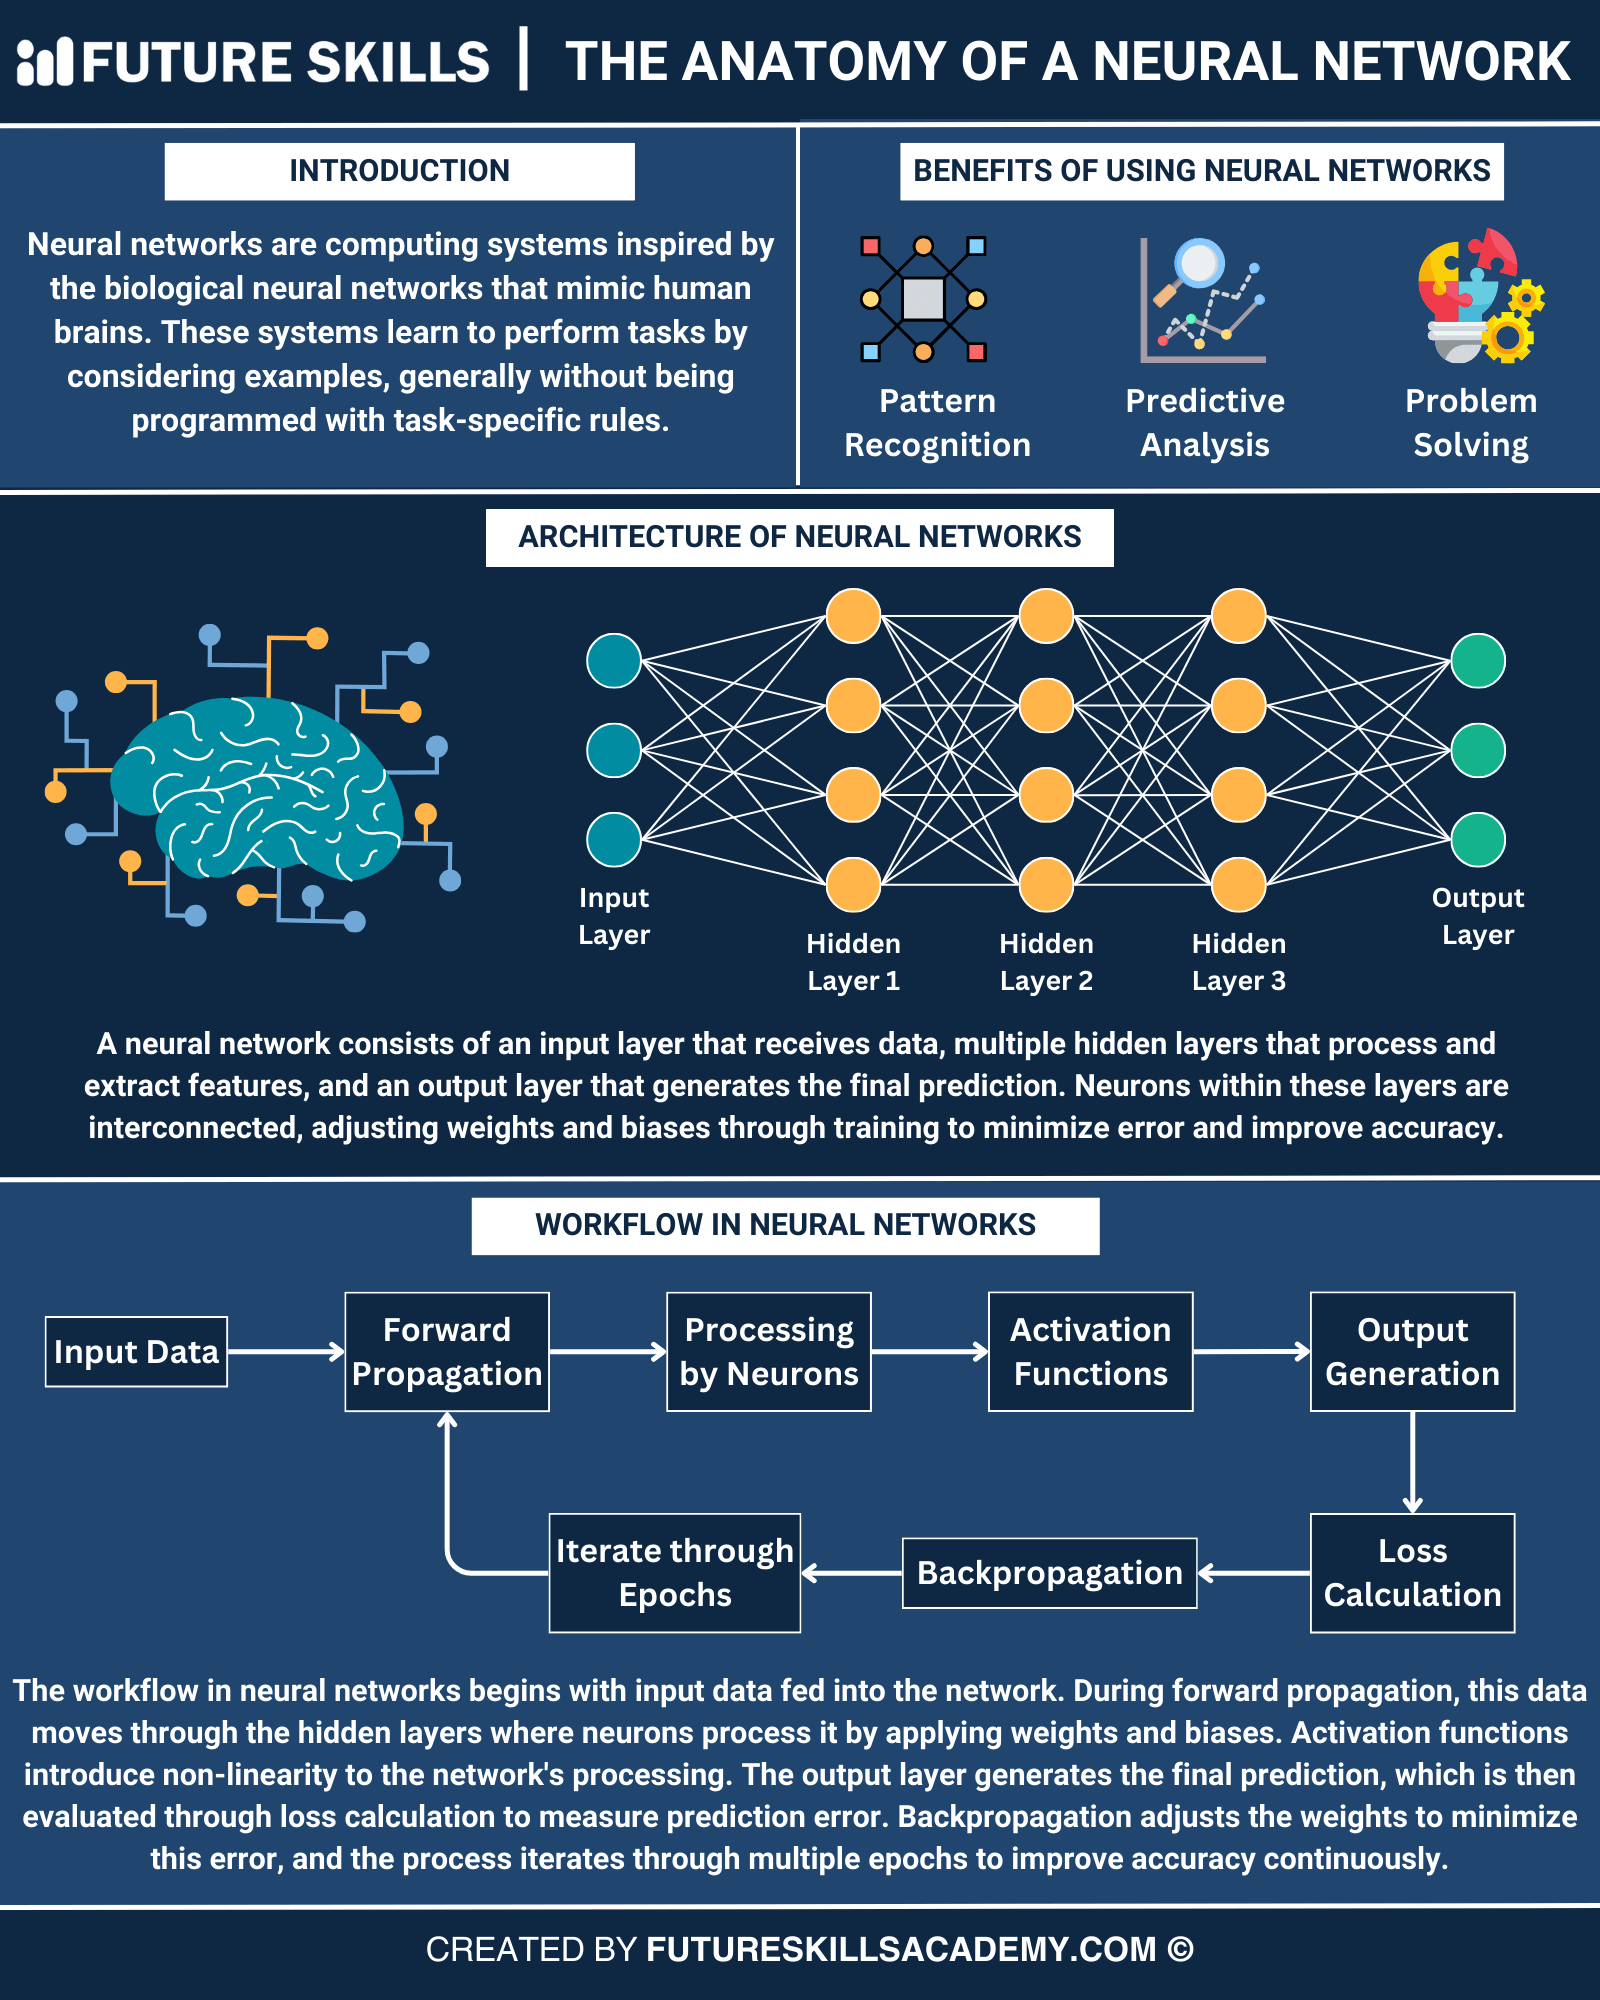 FUTURE SKILLS | THE ANATOMY OF A NEURAL NETWORK
INTRODUCTION
Neural networks are computing systems inspired by
the biological neural networks that mimic human
brains. These systems learn to perform tasks by
considering examples, generally without being
programmed with task-specific rules.
BENEFITS OF USING NEURAL NETWORKS
Pattern
Recognition
Predictive
Analysis
Problem
Solving
ARCHITECTURE OF NEURAL NETWORKS
Input
Layer
Hidden
Layer 1
Hidden
Layer 2
Hidden
Layer 3
Output
Layer
A neural network consists of an input layer that receives data, multiple hidden layers that process and
extract features, and an output layer that generates the final prediction. Neurons within these layers are
interconnected, adjusting weights and biases through training to minimize error and improve accuracy.
WORKFLOW IN NEURAL NETWORKS
Input Data
Forward
Propagation
Processing
by Neurons
Activation
Functions
Output
Generation
Loss
Calculation
Backpropagation
Iterate through
Epochs
The workflow in neural networks begins with input data fed into the network. During forward propagation, this data
moves through the hidden layers where neurons process it by applying weights and biases. Activation functions
introduce non-linearity to the network's processing. The output layer generates the final prediction, which is then
evaluated through loss calculation to measure prediction error. Backpropagation adjusts the weights to minimize
this error, and the process iterates through multiple epochs to improve accuracy continuously.
CREATED BY FUTURESKILLSACADEMY.COM ©